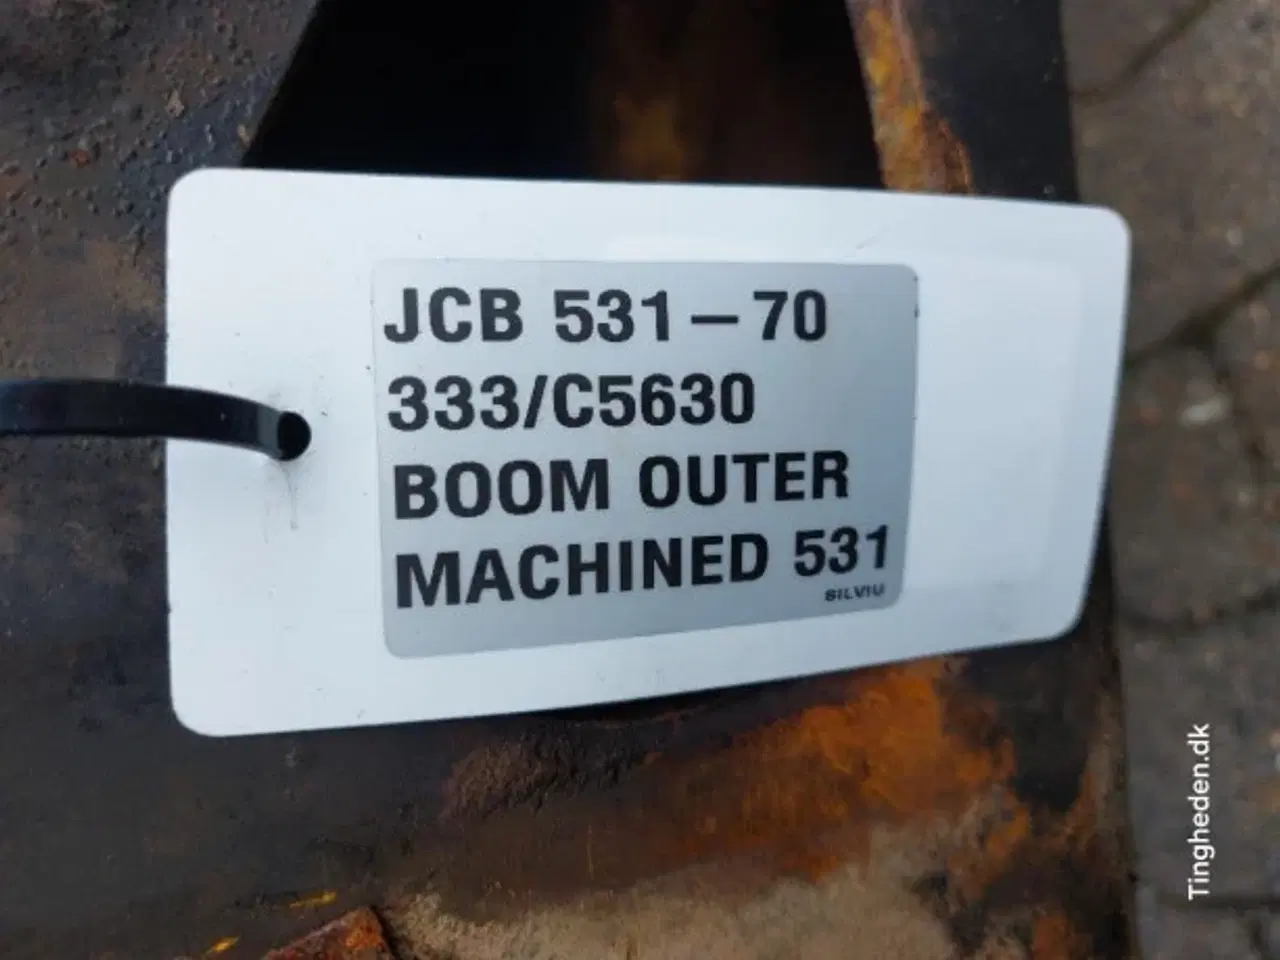 JCB 531–70
333/C5630
BOOM OUTER
MACHINED 531
SILVIU
Tingheden.dk